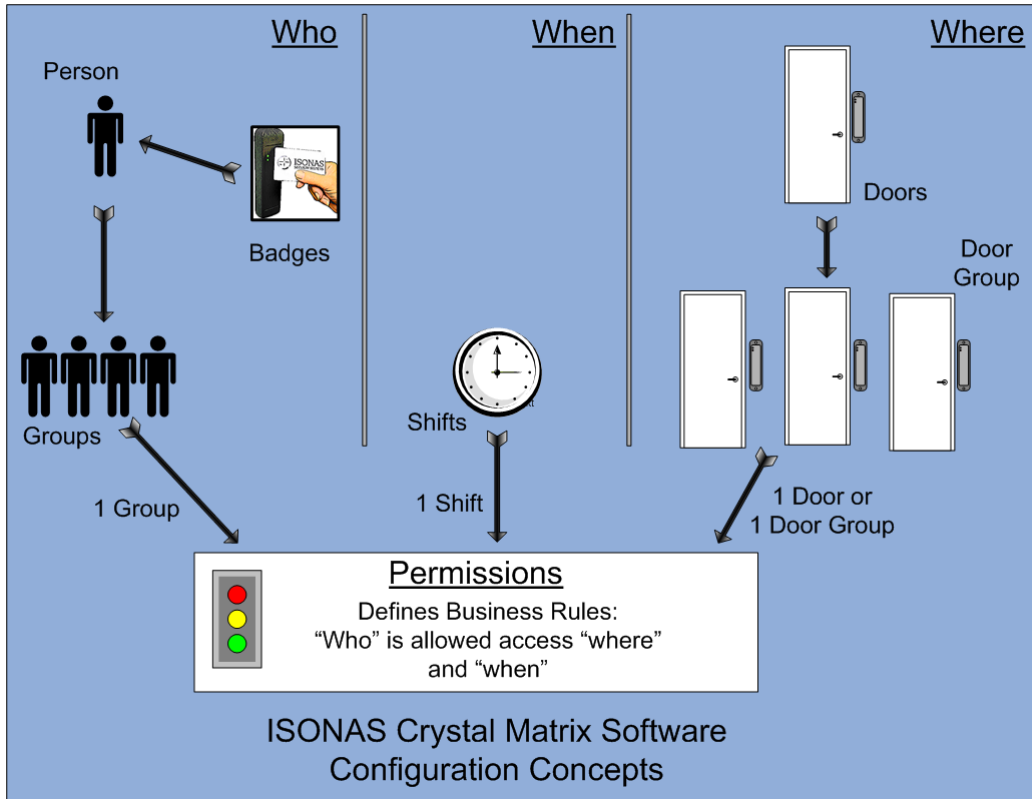 Who
When
Where
Person
ISONAS
Badges
Doors
Door
Group
Groups
Shifts
1 Group
1 Shift
1 Door or
1 Door Group
Permissions
Defines Business Rules:
“Who” is allowed access “where”
and “when”
ISONAS Crystal Matrix Software
Configuration Concepts